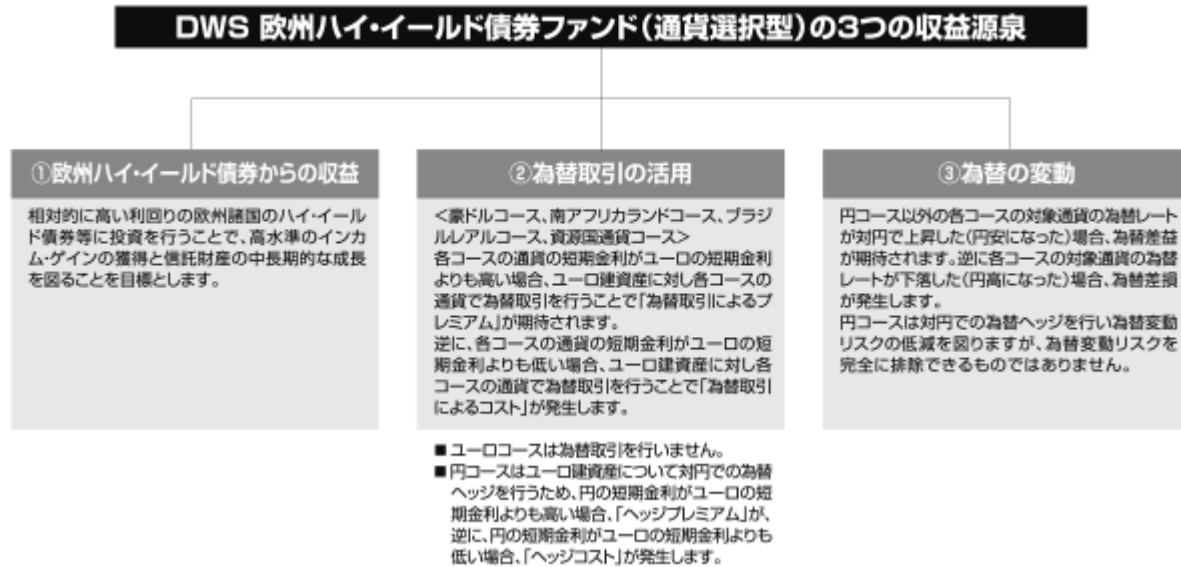 DWS 欧州ハイ・イールド債券ファンド（通貨選択型）の3つの収益源泉
①欧州ハイ・イールド債券からの収益
相対的に高い利回りの欧州諸国のハイ・イール
ド債券等に投資を行うことで、高水準のインカ
ム・ゲインの獲得と信託財産の中長期的な成長
を図ることを目標とします。
②為替取引の活用
＜豪ドルコース、南アフリカランドコース、ブラジ
ルレアルコース、資源国通貨コース＞
各コースの通貨の短期金利がユーロの短期金利
よりも高い場合、ユーロ建資産に対し各コースの
通貨で為替取引を行うことで「為替取引によるプ
レミアム」が期待されます。
逆に、各コースの通貨の短期金利がユーロの短
期金利よりも低い場合、ユーロ建資産に対し各
コースの通貨で為替取引を行うことで「為替取引
によるコスト」が発生します。
■ ユーロコースは為替取引を行いません。
■ 円コースはユーロ建資産について対円での為替
ヘッジを行うため、円の短期金利がユーロの短
期金利よりも高い場合、「ヘッジプレミアム」が、
逆に、円の短期金利がユーロの短期金利よりも
低い場合、「ヘッジコスト」が発生します。
③為替の変動
円コース以外の各コースの対象通貨の為替レート
が対円で上昇した（円安になった）場合、為替差益
が期待されます。逆に各コースの対象通貨の為替
レートが下落した（円高になった）場合、為替差損
が発生します。
円コースは対円での為替ヘッジを行い為替変動
リスクの低減を図りますが、為替変動リスクを
完全に排除できるものではありません。